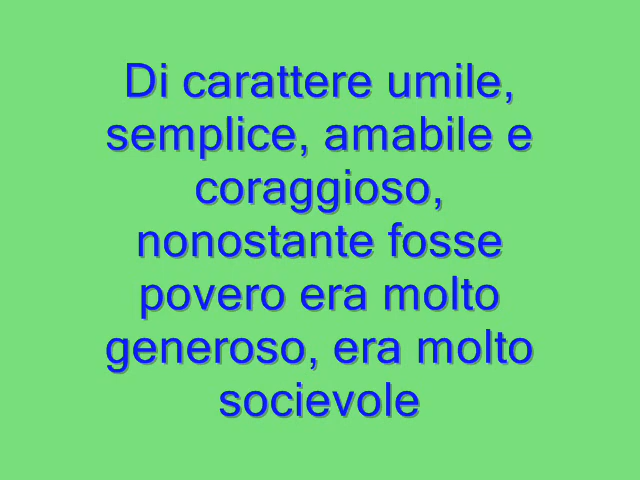 Di carattere umile,
semplice, amabile e
coraggioso,
nonostante fosse
povero era molto
generoso, era molto
socievole